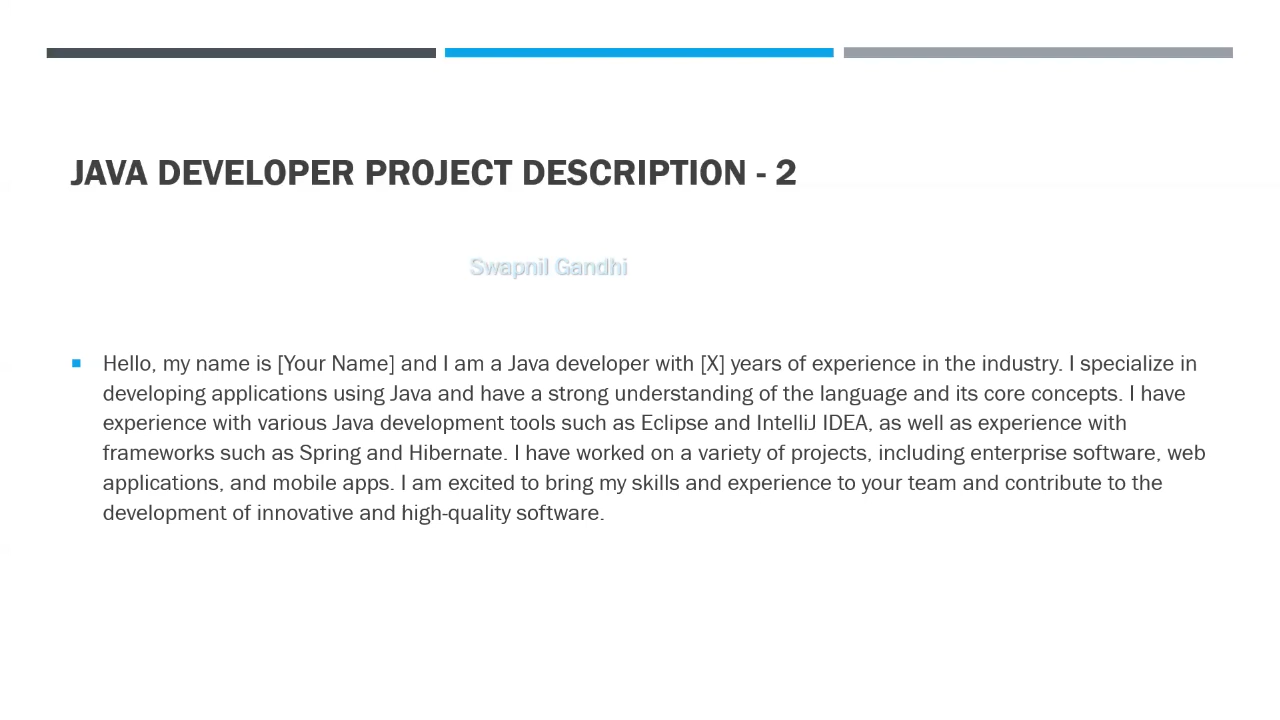 JAVA DEVELOPER PROJECT DESCRIPTION - 2
Swapnil Gandhi
Hello, my name is [Your Name] and I am a Java developer with [X] years of experience in the industry. I specialize in
developing applications using Java and have a strong understanding of the language and its core concepts. I have
experience with various Java development tools such as Eclipse and IntelliJ IDEA, as well as experience with
frameworks such as Spring and Hibernate. I have worked on a variety of projects, including enterprise software, web
applications, and mobile apps. I am excited to bring my skills and experience to your team and contribute to the
development of innovative and high-quality software.